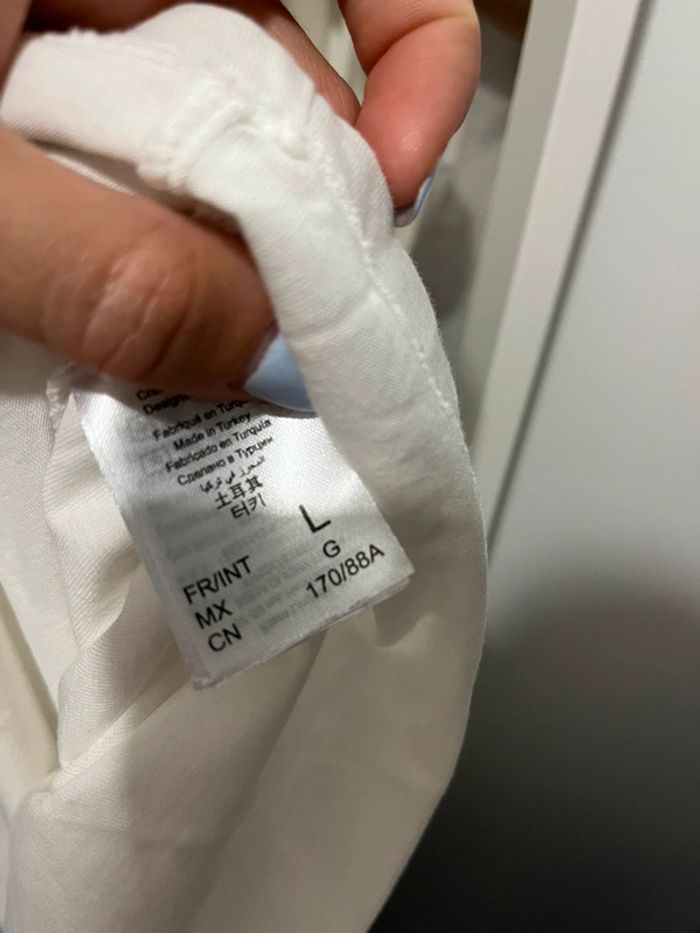 Fabriqué en
Made in Turkey
Fabricado en Turquía
Сделано в Турции
土耳其
터키
FR/INT L
MX G
CN 170/88A